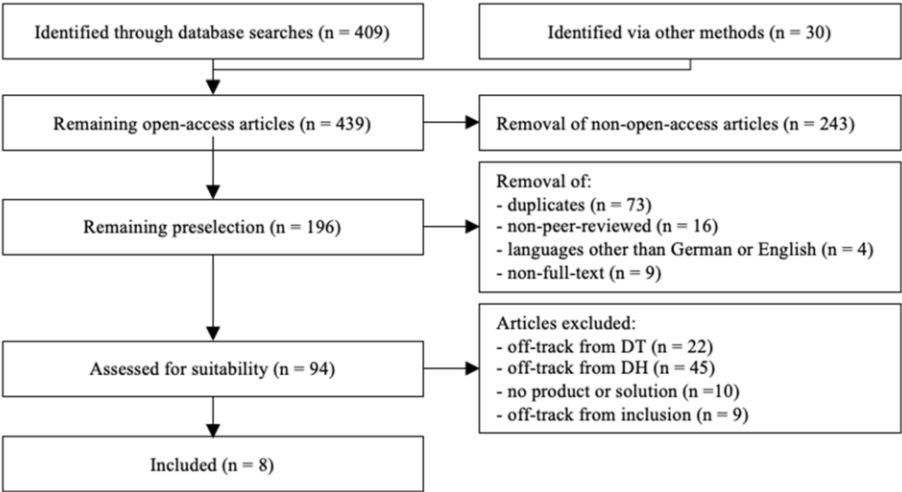 Identified through database searches (n = 409)
Identified via other methods (n = 30)
Remaining open-access articles (n = 439)
Removal of non-open-access articles (n = 243)
Remaining preselection (n = 196)
Removal of:
- duplicates (n = 73)
- non-peer-reviewed (n = 16)
- languages other than German or English (n = 4)
- non-full-text (n = 9)
Assessed for suitability (n = 94)
Articles excluded:
- off-track from DT (n = 22)
- off-track from DH (n = 45)
- no product or solution (n =10)
- off-track from inclusion (n = 9)
Included (n = 8)